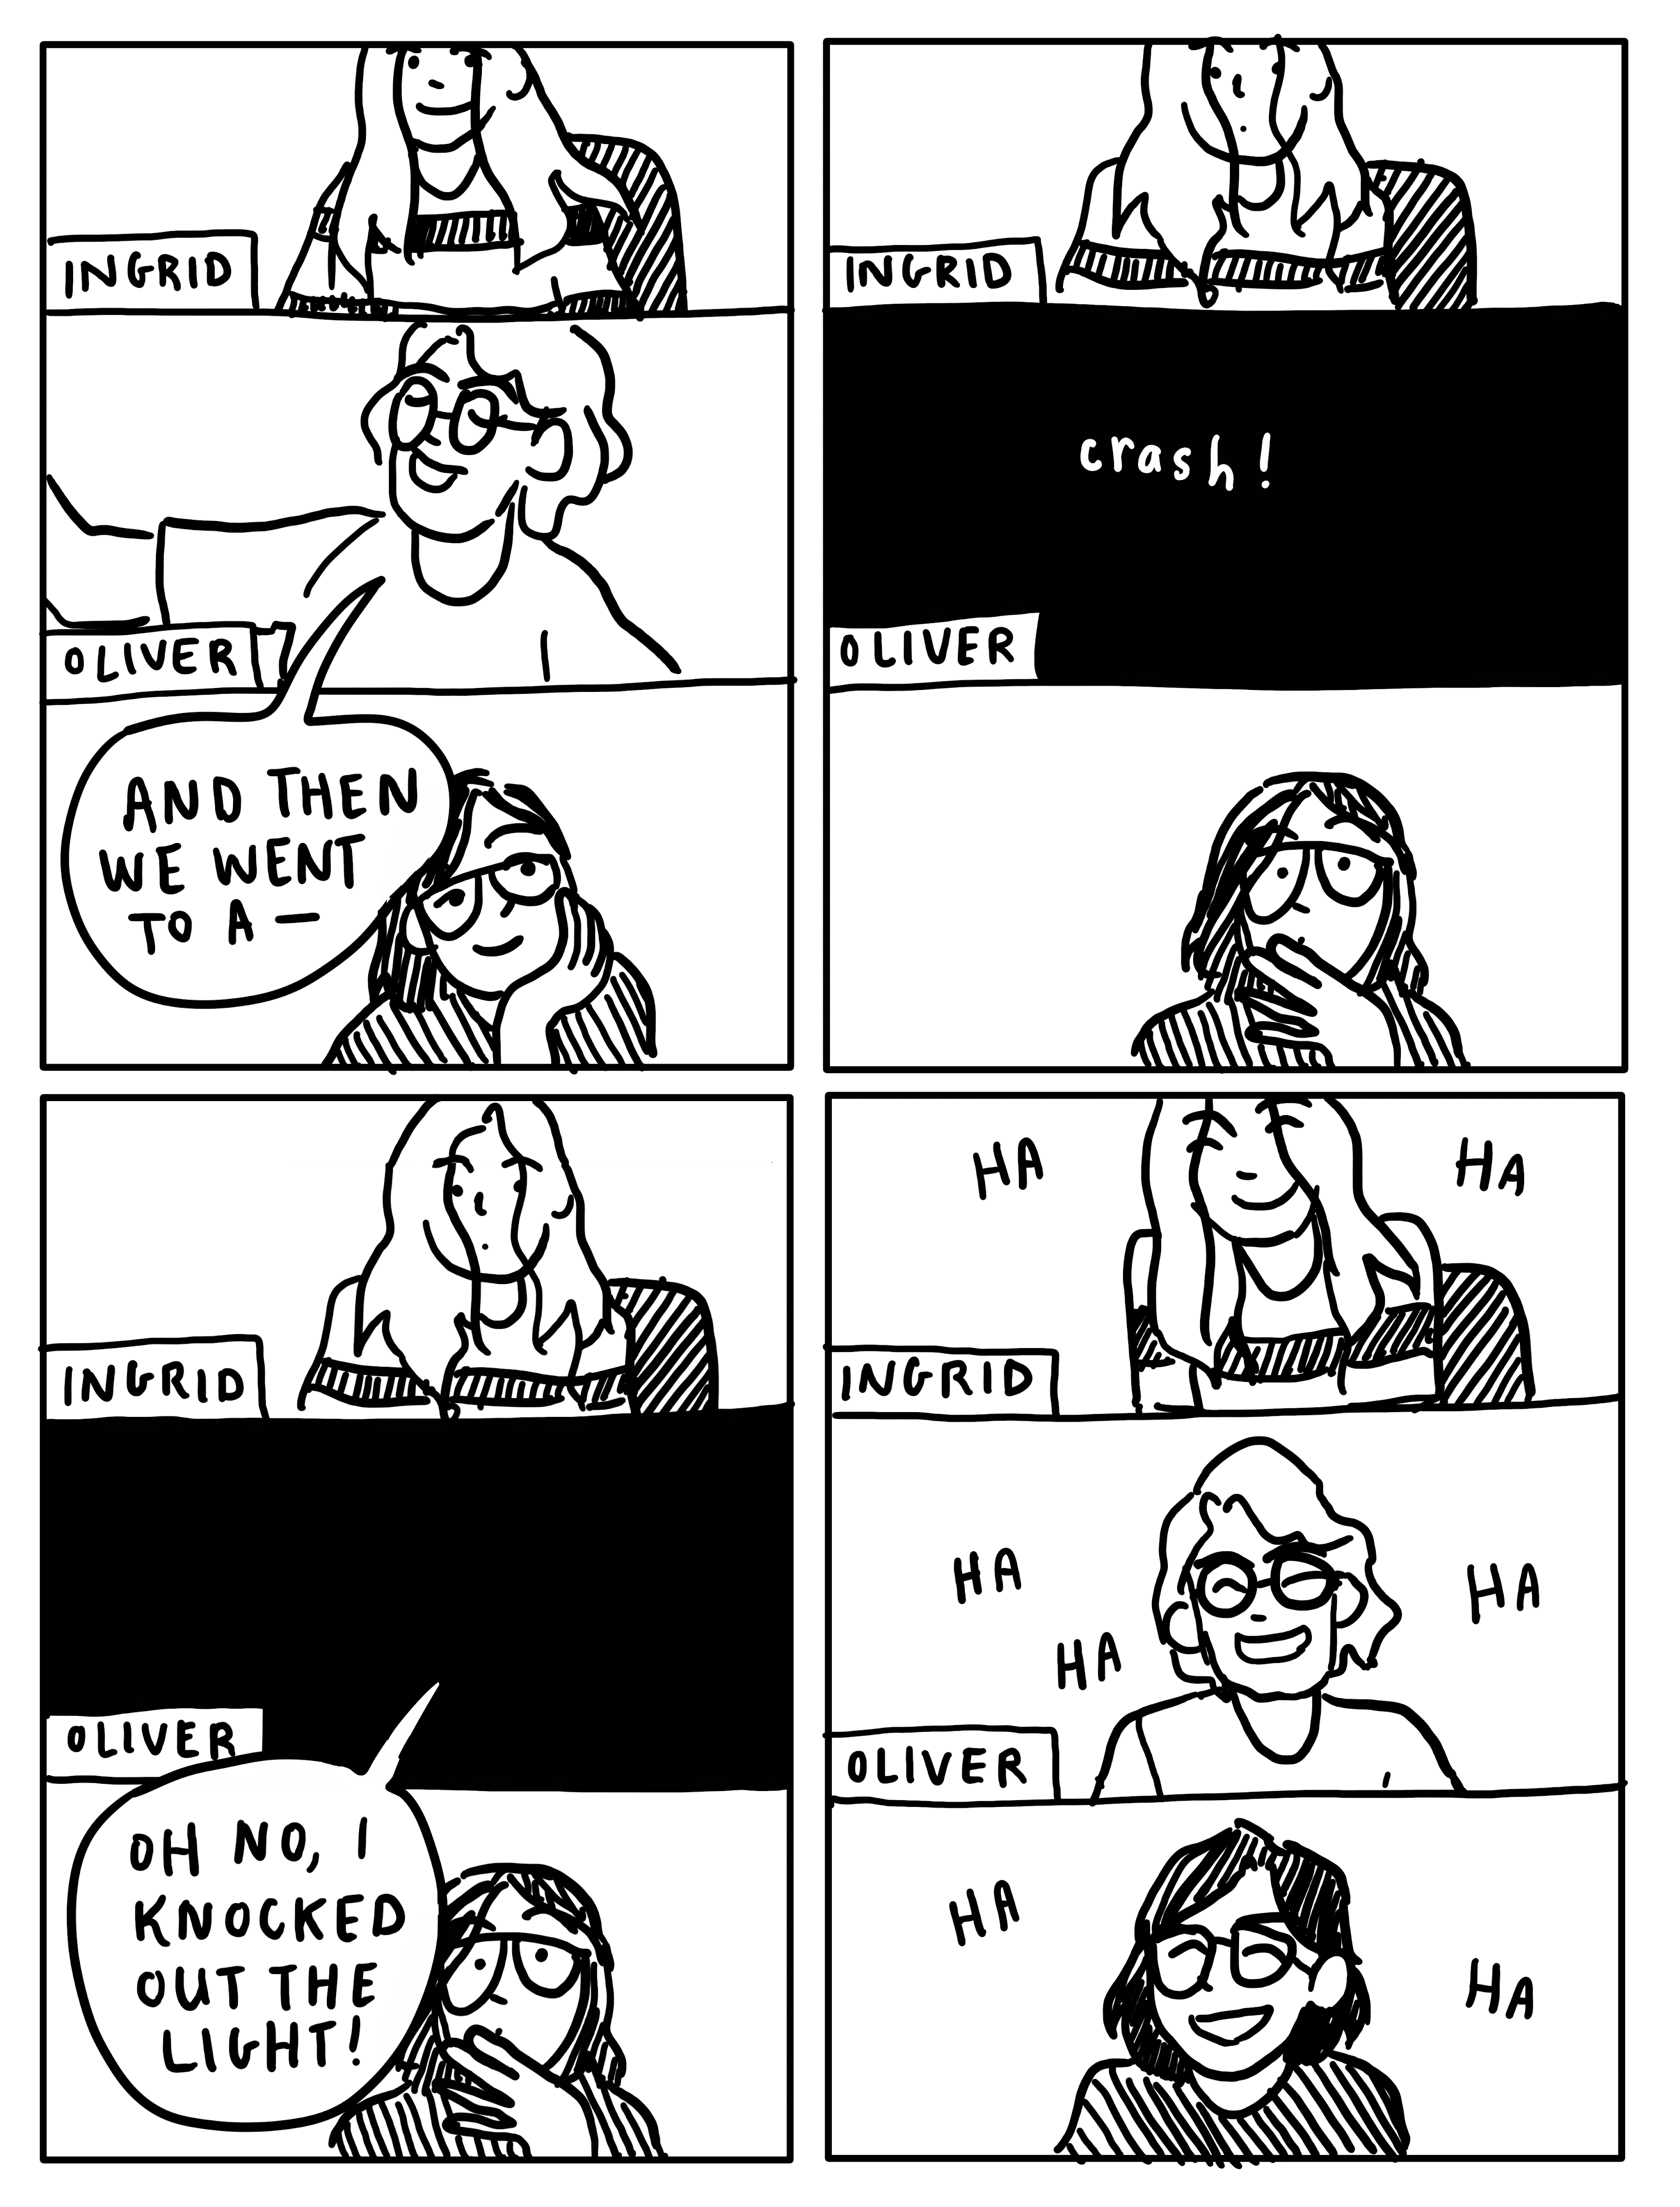 INGRID
OLIVER
AND THEN
WE WENT
TO A —
INGRID
crash!
OLIVER
INGRID
OLIVER
OH NO, I
KNOCKED
OUT THE
LIGHT!
HA
HA
INGRID
HA
HA
HA
OLIVER
HA
HA